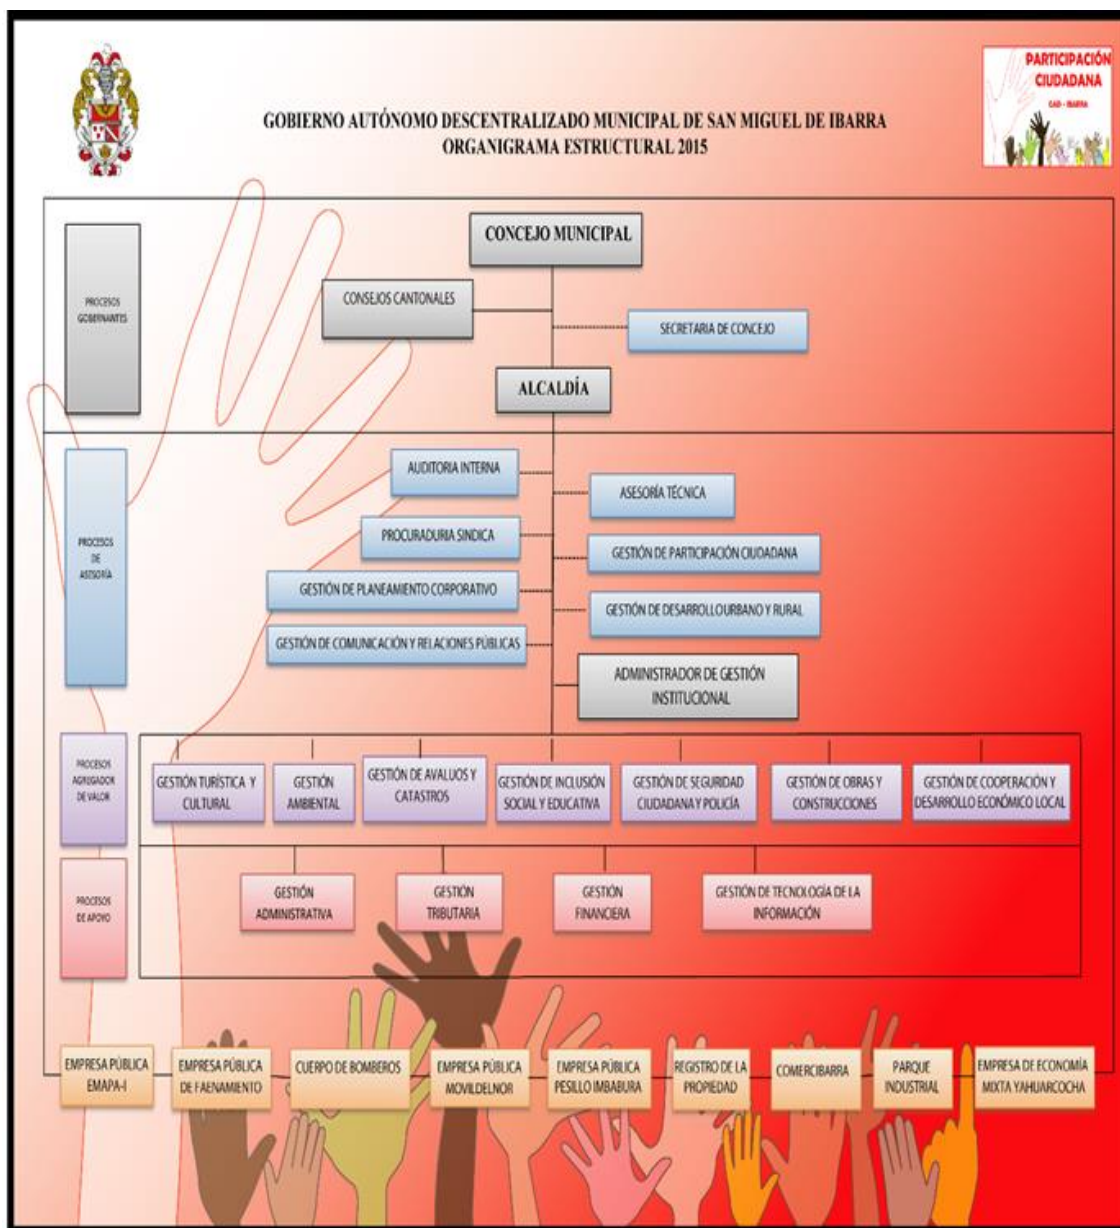 PARTICIPACIÓN
CIUDADANA
GAD - IBARRA
GOBIERNO AUTÓNOMO DESCENTRALIZADO MUNICIPAL DE SAN MIGUEL DE IBARRA
ORGANIGRAMA ESTRUCTURAL 2015
PROCESOS
GOBERNANTES
CONCEJO MUNICIPAL
CONSEJOS CANTONALES
SECRETARIA DE CONCEJO
ALCALDÍA
PROCESOS
DE
ASESORÍA
AUDITORIA INTERNA
ASESORÍA TÉCNICA
PROCURADURIA SINDICA
GESTIÓN DE PARTICIPACIÓN CIUDADANA
GESTIÓN DE PLANEAMIENTO CORPORATIVO
GESTIÓN DE DESARROLLO URBANO Y RURAL
GESTIÓN DE COMUNICACIÓN Y RELACIONES PÚBLICAS
ADMINISTRADOR DE GESTIÓN
INSTITUCIONAL
PROCESOS
AGREGADOR
DE VALOR
GESTIÓN TURÍSTICA Y
CULTURAL
GESTIÓN
AMBIENTAL
GESTIÓN DE AVALUOS Y
CATASTROS
GESTIÓN DE INCLUSIÓN
SOCIAL Y EDUCATIVA
GESTIÓN DE SEGURIDAD
CIUDADANA Y POLICÍA
GESTIÓN DE OBRAS Y
CONSTRUCCIONES
GESTIÓN DE COOPERACIÓN Y
DESARROLLO ECONÓMICO LOCAL
PROCESOS
DE APOYO
GESTIÓN
ADMINISTRATIVA
GESTIÓN
TRIBUTARIA
GESTIÓN
FINANCIERA
GESTIÓN DE TECNOLOGÍA DE LA
INFORMACIÓN
EMPRESA PÚBLICA
EMAPA-I
EMPRESA PÚBLICA
DE FAENAMIENTO
CUERPO DE BOMBEROS
EMPRESA PÚBLICA
MOVILDELNOR
EMPRESA PÚBLICA
PESILLO IMBABURA
REGISTRO DE LA
PROPIEDAD
COMERCIBARRA
PARQUE
INDUSTRIAL
EMPRESA DE ECONOMÍA
MIXTA YAHUARCOCHA